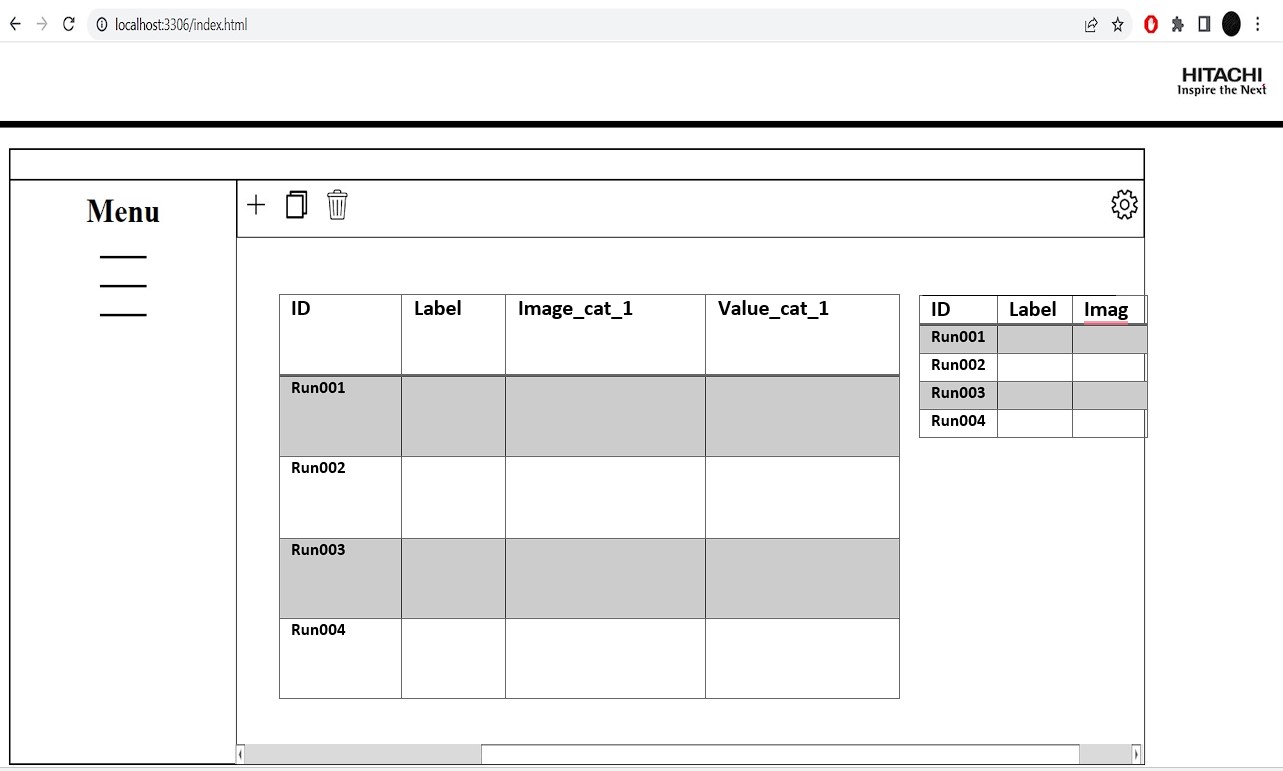 localhost:3306/index.html
HITACHI
Inspire the Next
Menu
ID Label Image_cat_1 Value_cat_1
Run001
Run002
Run003
Run004
ID Label Imag
Run001
Run002
Run003
Run004